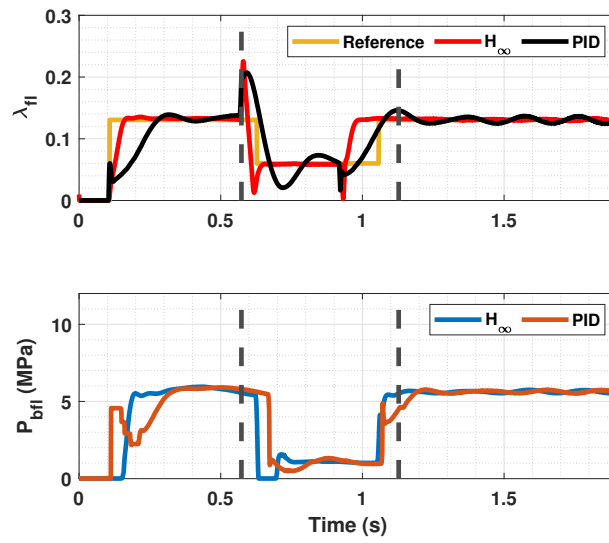 0.3
Reference H∞ PID
0.2
λfl
0.1
0
0 0.5 1 1.5
10
H∞ PID
Pbfl (MPa)
5
0
0 0.5 1 1.5
Time (s)